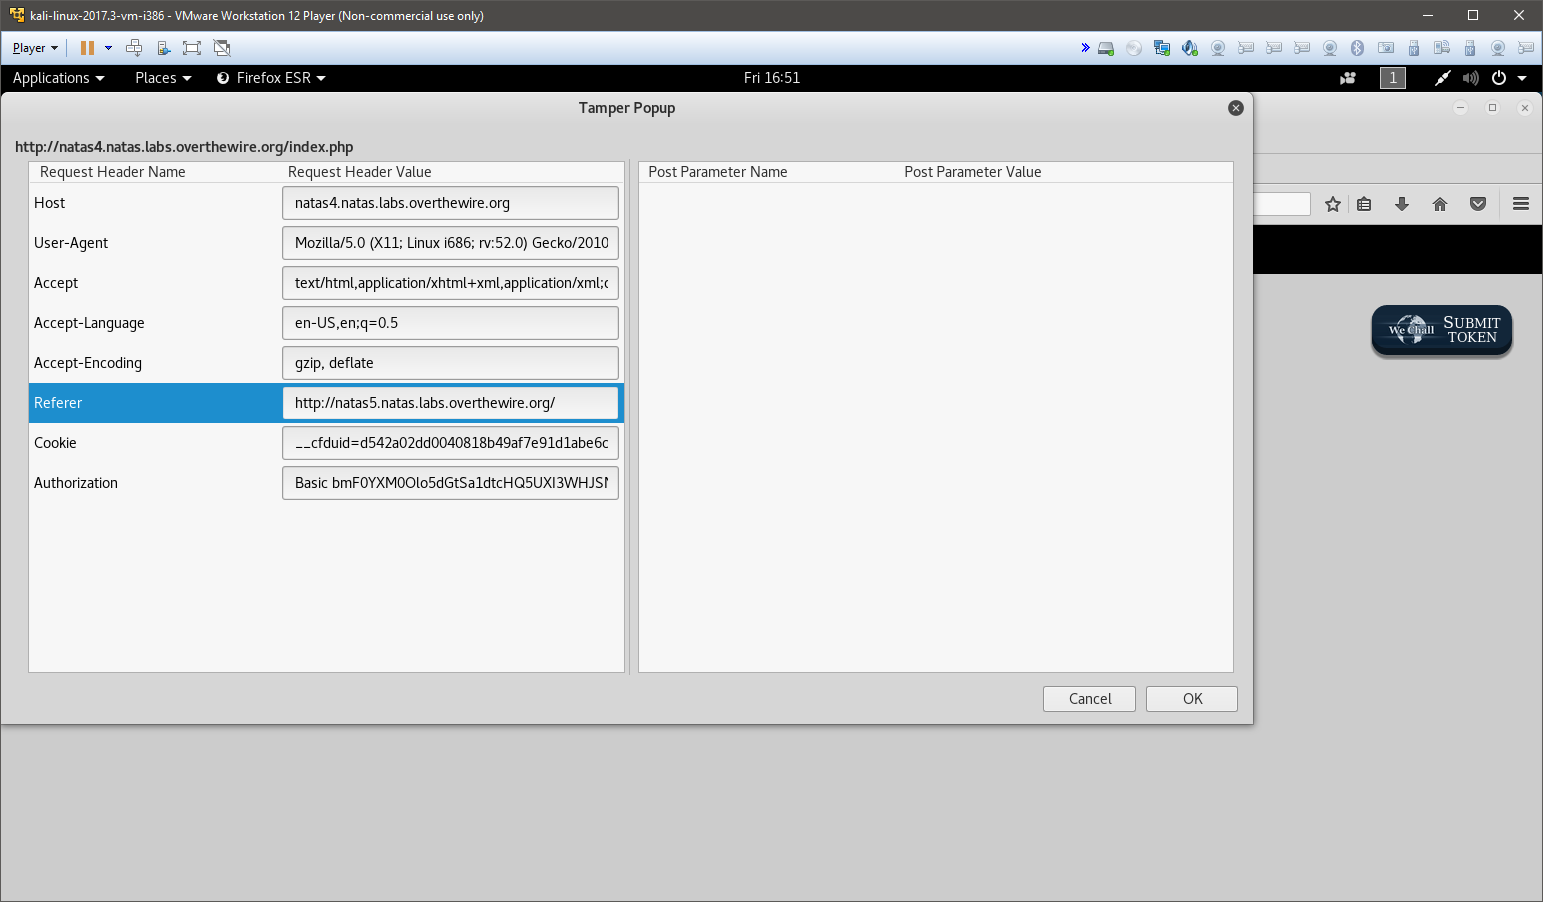 kali-linux-2017.3-vm-i386 - VMware Workstation 12 Player (Non-commercial use only)
Player
Applications Places Firefox ESR Fri 16:51 1
Tamper Popup
http://natas4.natas.labs.overthewire.org/index.php
Request Header Name Request Header Value Post Parameter Name Post Parameter Value
Host natas4.natas.labs.overthewire.org
User-Agent Mozilla/5.0 (X11; Linux i686; rv:52.0) Gecko/2010
Accept text/html,application/xhtml+xml,application/xml;
Accept-Language en-US,en;q=0.5
Accept-Encoding gzip, deflate
Referer http://natas5.natas.labs.overthewire.org/
Cookie __cfduid=d542a02dd0040818b49af7e91d1abe6c
Authorization Basic
We Chall SUBMIT
TOKEN
Cancel OK